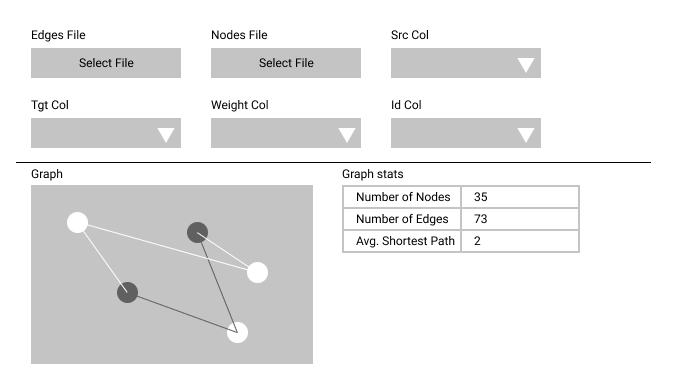 Edges File
Nodes File
Src Col
Select File
Select File
Tgt Col
Weight Col
Id Col
Graph
Graph stats
Number of Nodes 35
Number of Edges 73
Avg. Shortest Path 2